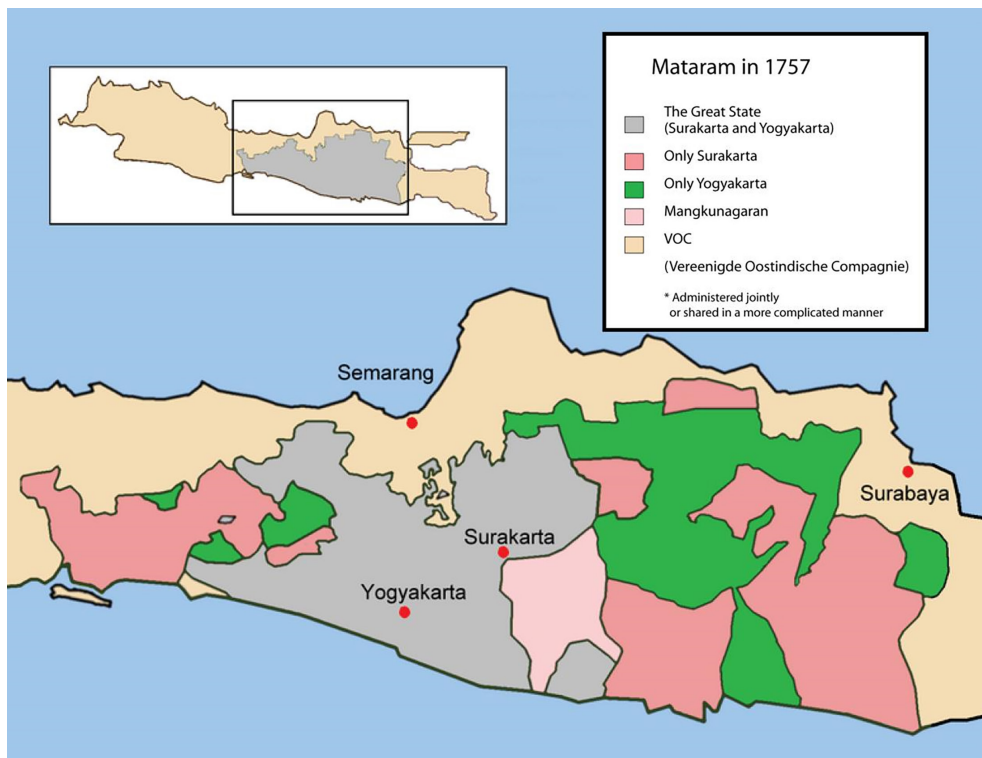 Mataram in 1757
The Great State
(Surakarta and Yogyakarta)
Only Surakarta
Only Yogyakarta
Mangkunagaran
VOC
(Vereenigde Oostindische Compagnie)
* Administered jointly
or shared in a more complicated manner
Semarang
Surabaya
Surakarta
Yogyakarta